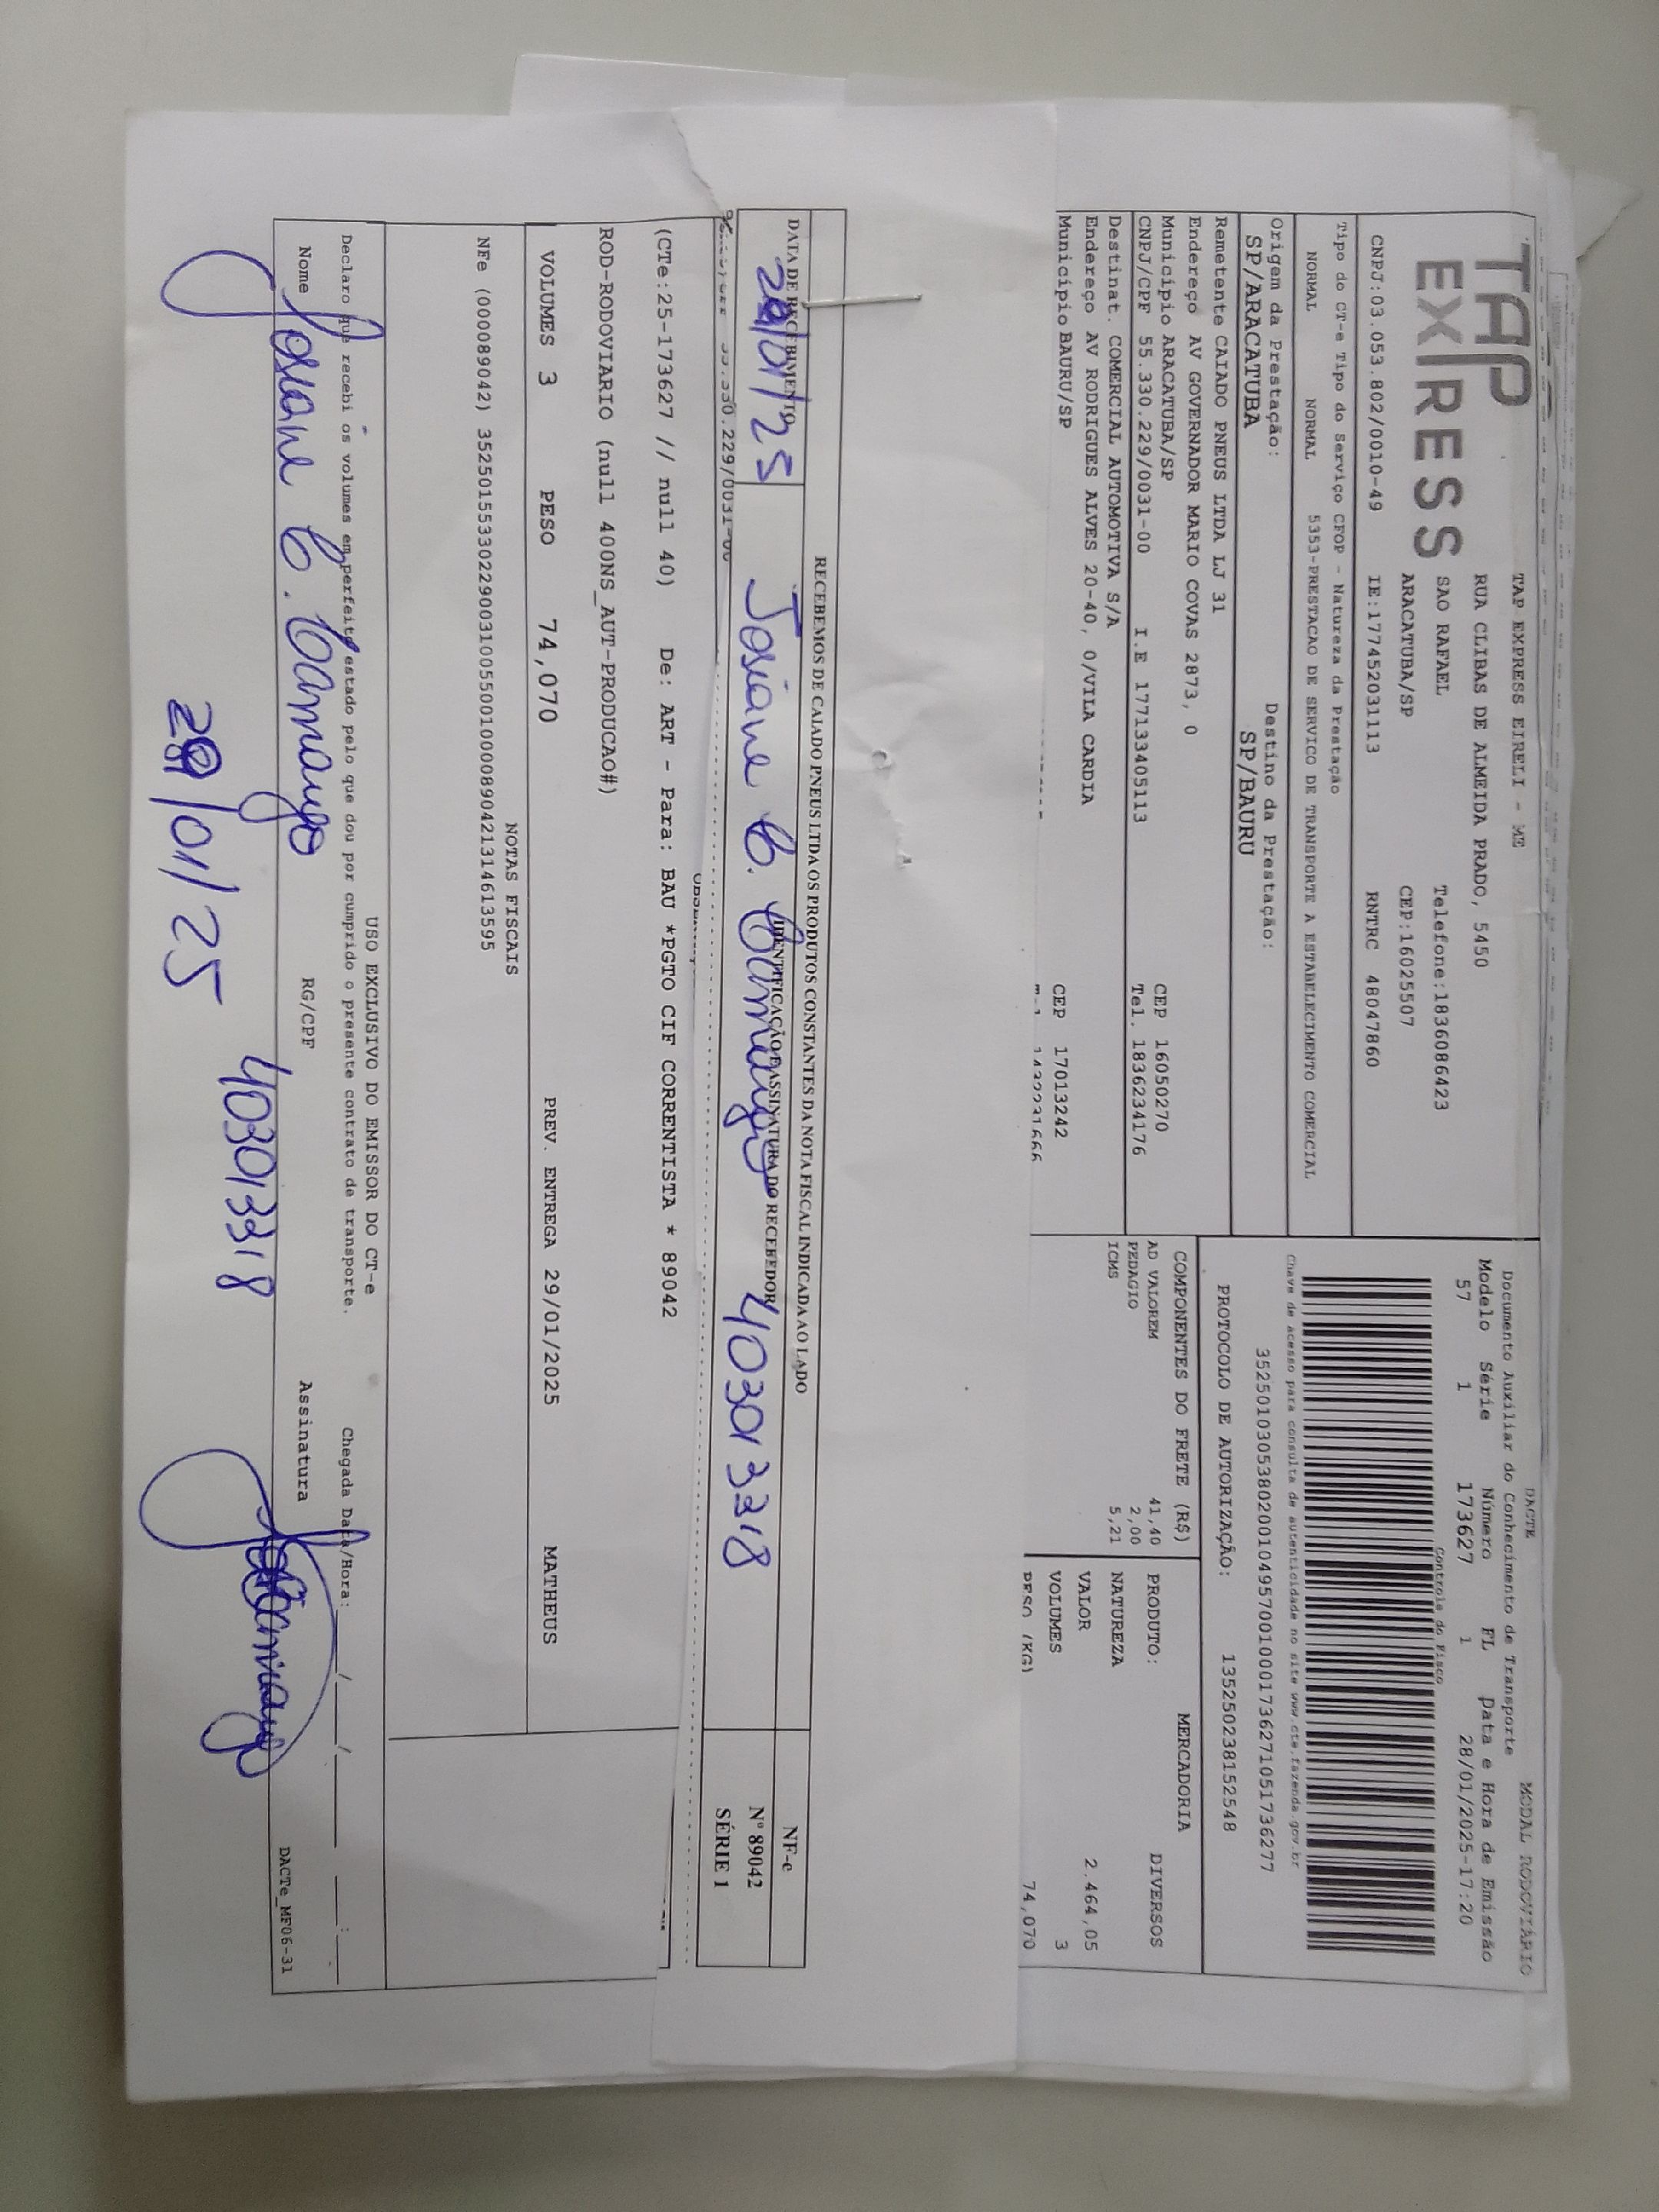 TAP
EXPRESS
TAP EXPRESS EIRELI - ME
RUA CLIBAS DE ALMEIDA PRADO, 5450
SAO RAFAEL Telefone:1836086423
ARACATUBA/SP CEP:16025507
CNPJ:03.053.802/0010-49 IE:177452031113 RNTRC 48047860
Tipo do CT-e Tipo do Serviço CFOP - Natureza da Prestação
NORMAL NORMAL 5353-PRESTACAO DE SERVICO DE TRANSPORTE A ESTABELECIMENTO COMERCIAL
Origem da Prestação: Destino da Prestação:
SP/ARACATUBA SP/BAURU
Remetente CAIADO PNEUS LTDA LJ 31
Endereço AV GOVERNADOR MARIO COVAS 2873, 0
Município ARACATUBA/SP CEP 16050270
CNPJ/CPF 55.330.229/0031-00 I.E 177133405113 Tel. 1836234176
Destinat. COMERCIAL AUTOMOTIVA S/A
Endereço AV RODRIGUES ALVES 20-40, 0/VILA CARDIA
Município BAURU/SP CEP 17013242
DACTE MODAL RODOVIÁRIO
Documento Auxiliar do Conhecimento de Transporte
Modelo Série Número FL Data e Hora de Emissão
57 1 173627 1 28/01/2025-17:20
Controle do Fisco
Chave de acesso para consulta de autenticidade no site www.cte.fazenda.gov.br
35250103053802001049570010001736271051736277
PROTOCOLO DE AUTORIZAÇÃO: 135250238152548
COMPONENTES DO FRETE (R$)
AD VALOREM 41,40
PEDAGIO 2,00
ICMS 5,21
MERCADORIA
PRODUTO: DIVERSOS
NATUREZA
VALOR 2.464,05
VOLUMES 3
PESO (KG) 74,070
RECEBEMOS DE CAIADO PNEUS LTDA OS PRODUTOS CONSTANTES DA NOTA FISCAL INDICADA AO LADO
DATA DE RECEBIMENTO IDENTIFICAÇÃO E ASSINATURA DO RECEBEDOR
/01/25 Josiane C. Camargo 403013318
NF-e
Nº 89042
SÉRIE 1
(CTe:25-173627 // null 40) De: ART - Para: BAU *PGTO CIF CORRENTISTA * 89042
ROD-RODOVIARIO (null 400NS_AUT-PRODUCAO#)
VOLUMES 3 PESO 74,070 PREV. ENTREGA 29/01/2025 MATHEUS
NOTAS FISCAIS
NFe (000089042) 35250155330229003100550010000890421314613595
USO EXCLUSIVO DO EMISSOR DO CT-e
Declaro que recebi os volumes em perfeito estado pelo que dou por cumprido o presente contrato de transporte. Chegada Data/Hora: / / :
Nome Josiane C. Camargo RG/CPF 403013318 Assinatura
/01/25
DACTe_MF06-31